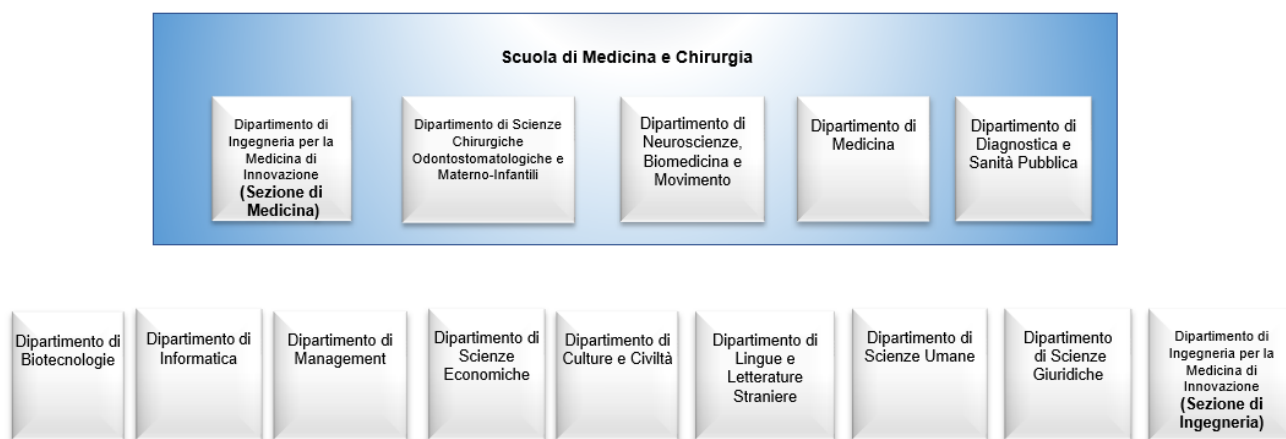 Scuola di Medicina e Chirurgia
Dipartimento di
Ingegneria per la
Medicina di
Innovazione
(Sezione di
Medicina)
Dipartimento di Scienze
Chirurgiche
Odontostomatologiche e
Materno-Infantili
Dipartimento di
Neuroscienze,
Biomedicina e
Movimento
Dipartimento di
Medicina
Dipartimento di
Diagnostica e
Sanità Pubblica
Dipartimento di
Biotecnologie
Dipartimento di
Informatica
Dipartimento di
Management
Dipartimento di
Scienze
Economiche
Dipartimento di
Culture e Civiltà
Dipartimento di
Lingue e
Letterature
Straniere
Dipartimento di
Scienze Umane
Dipartimento
di Scienze
Giuridiche
Dipartimento di
Ingegneria per la
Medicina di
Innovazione
(Sezione di
Ingegneria)